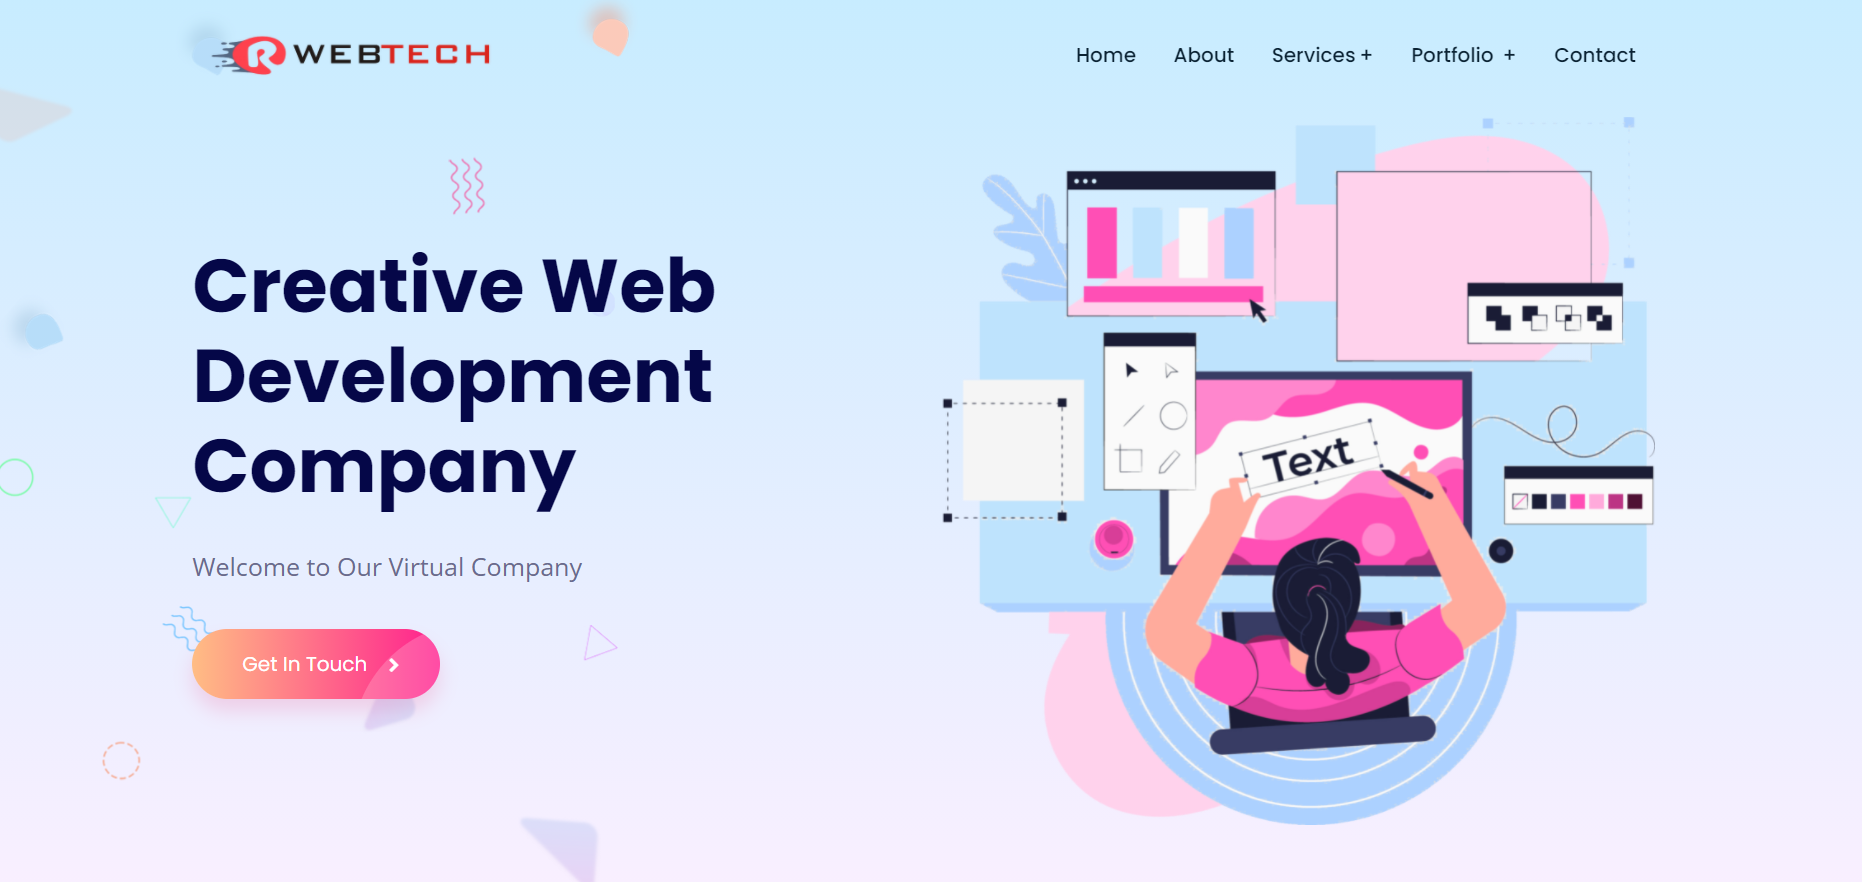 R WEBTECH
Home About Services + Portfolio + Contact
Creative Web
Development
Company
Welcome to Our Virtual Company
Get In Touch
Text